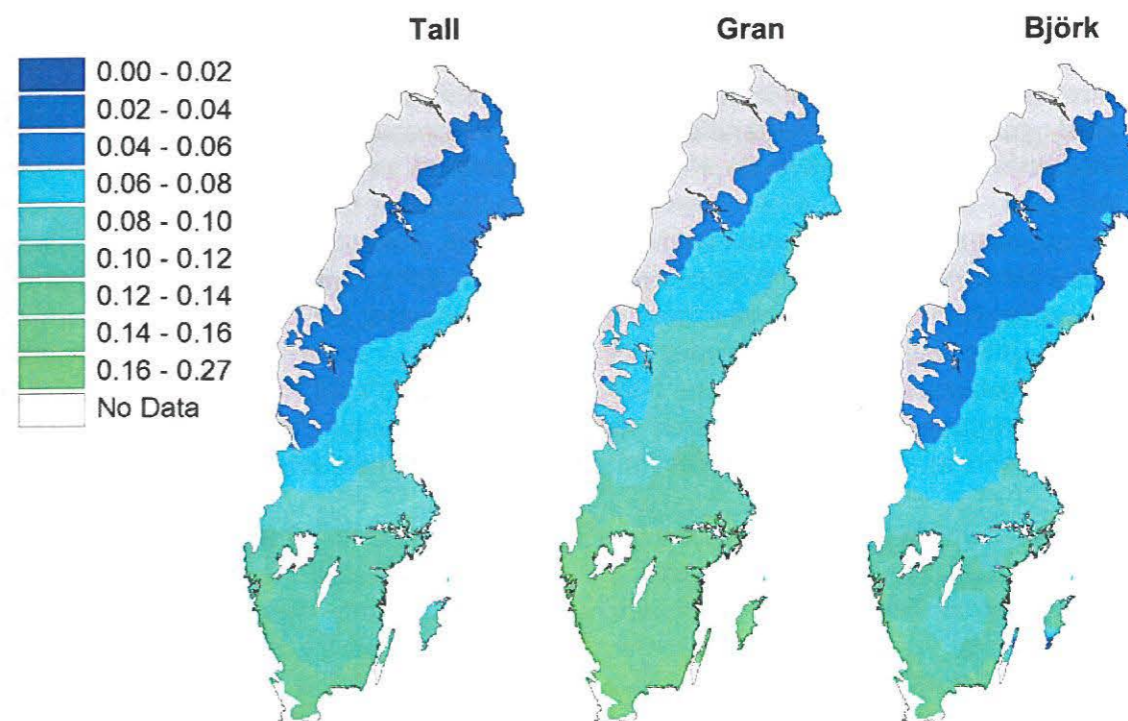 Tall
Gran
Björk
0.00 - 0.02
0.02 - 0.04
0.04 - 0.06
0.06 - 0.08
0.08 - 0.10
0.10 - 0.12
0.12 - 0.14
0.14 - 0.16
0.16 - 0.27
No Data